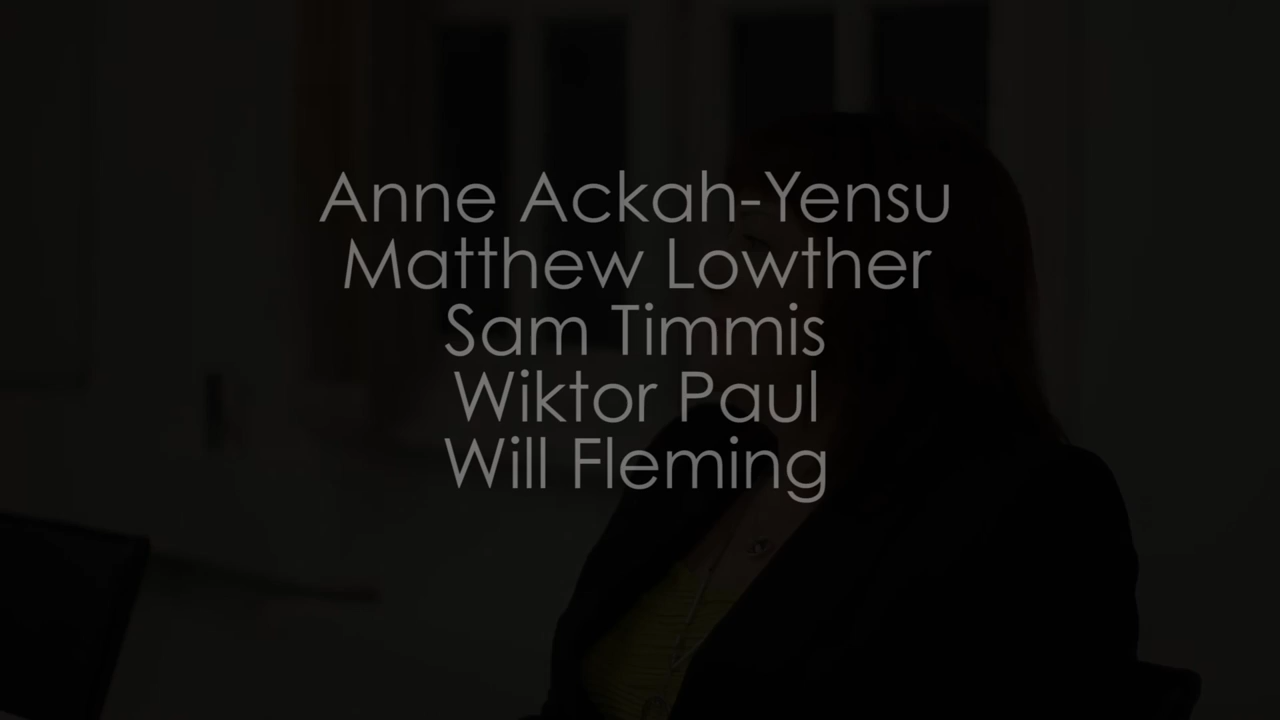 Anne Ackah-Yensu
Matthew Lowther
Sam Timmis
Wiktor Paul
Will Fleming